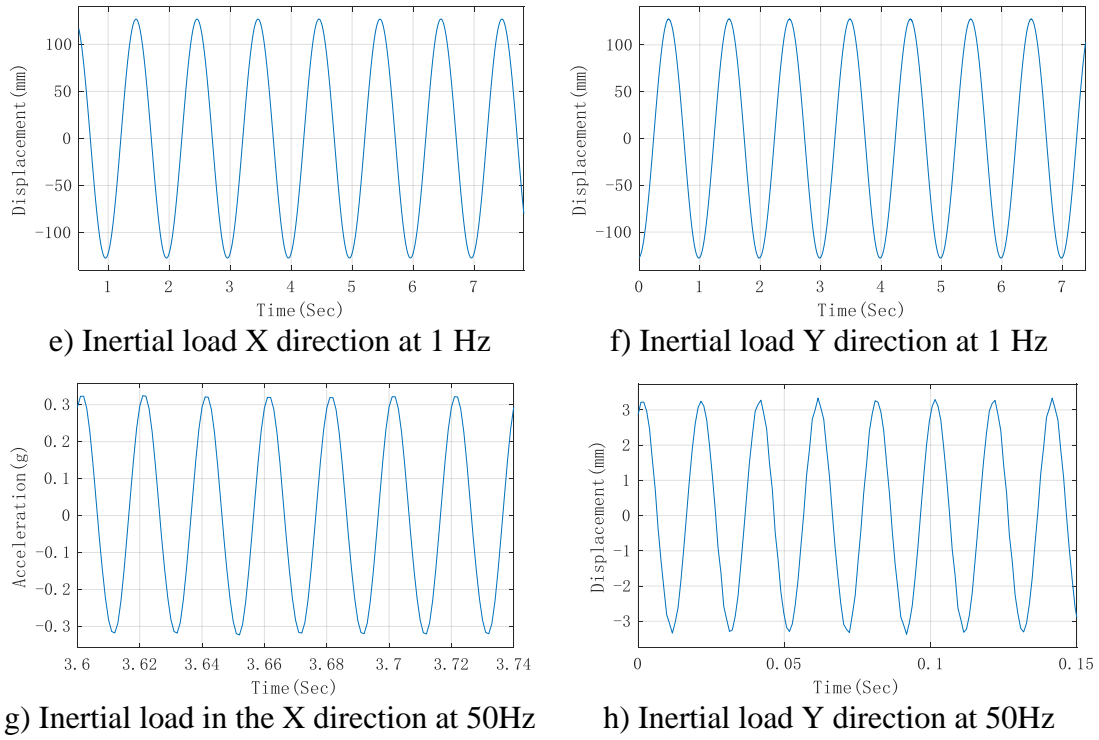 Displacement(mm)
100
50
0
-50
-100
1 2 3 4 5 6 7
Time(Sec)
e) Inertial load X direction at 1 Hz
Displacement(mm)
100
50
0
-50
-100
0 1 2 3 4 5 6 7
Time(Sec)
f) Inertial load Y direction at 1 Hz
Acceleration(g)
0.3
0.2
0.1
0
-0.1
-0.2
-0.3
3.6 3.62 3.64 3.66 3.68 3.7 3.72 3.74
Time(Sec)
g) Inertial load in the X direction at 50Hz
Displacement(mm)
3
2
1
0
-1
-2
-3
0 0.05 0.1 0.15
Time(Sec)
h) Inertial load Y direction at 50Hz